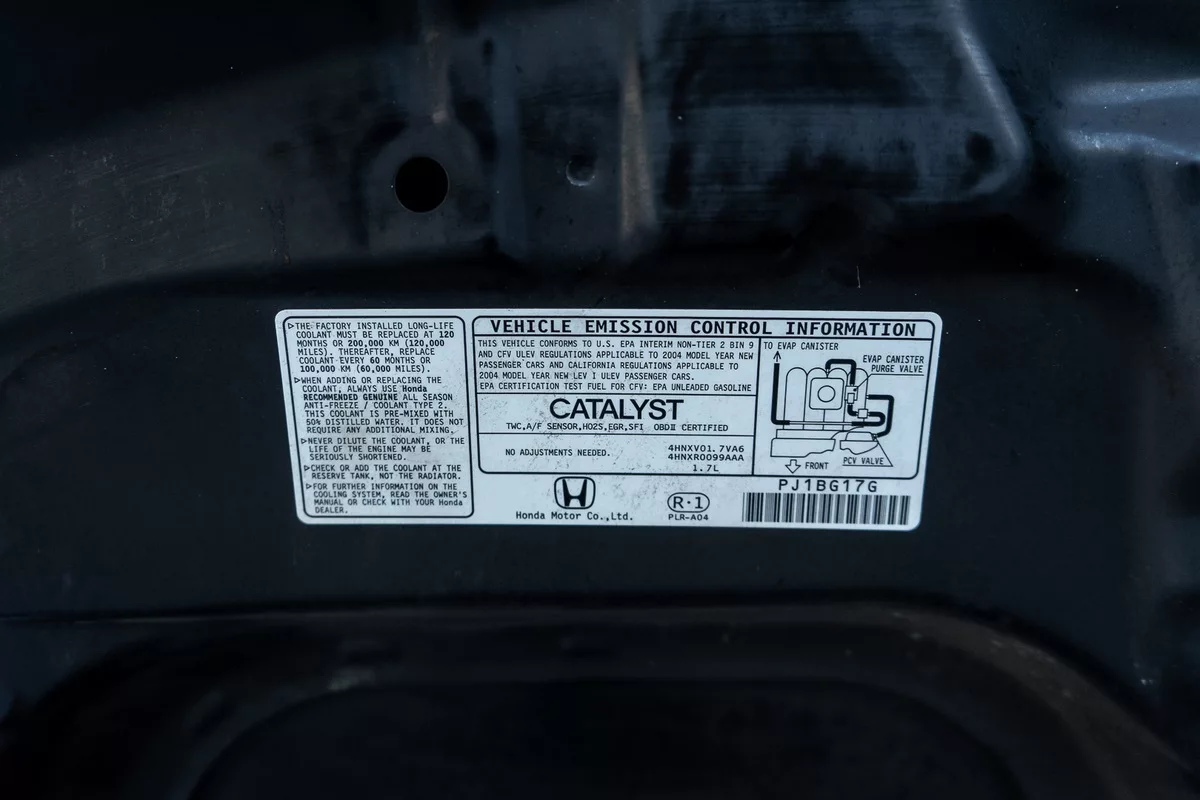 ▷THE FACTORY INSTALLED LONG-LIFE
COOLANT MUST BE REPLACED AT 120
MONTHS OR 200,000 KM (120,000
MILES). THEREAFTER, REPLACE
COOLANT EVERY 60 MONTHS OR
100,000 KM (60,000 MILES).
▷WHEN ADDING OR REPLACING THE
COOLANT, ALWAYS USE Honda
RECOMMENDED GENUINE ALL SEASON
ANTI-FREEZE / COOLANT TYPE 2.
THIS COOLANT IS PRE-MIXED WITH
50% DISTILLED WATER. IT DOES NOT
REQUIRE ANY ADDITIONAL MIXING.
▷NEVER DILUTE THE COOLANT, OR THE
LIFE OF THE ENGINE MAY BE
SERIOUSLY SHORTENED.
▷CHECK OR ADD THE COOLANT AT THE
RESERVE TANK, NOT THE RADIATOR.
▷FOR FURTHER INFORMATION ON THE
COOLING SYSTEM, READ THE OWNER'S
MANUAL OR CHECK WITH YOUR Honda
DEALER.
VEHICLE EMISSION CONTROL INFORMATION
THIS VEHICLE CONFORMS TO U.S. EPA INTERIM NON-TIER 2 BIN 9
AND CFV ULEV REGULATIONS APPLICABLE TO 2004 MODEL YEAR NEW
PASSENGER CARS AND CALIFORNIA REGULATIONS APPLICABLE TO
2004 MODEL YEAR NEW LEV I ULEV PASSENGER CARS.
EPA CERTIFICATION TEST FUEL FOR CFV: EPA UNLEADED GASOLINE
CATALYST
TWC,A/F SENSOR,HO2S,EGR,SFI OBDⅡ CERTIFIED
NO ADJUSTMENTS NEEDED.
4HNXV01.7VA6
4HNXR0099AAA
1.7L
TO EVAP CANISTER
EVAP CANISTER
PURGE VALVE
PCV VALVE
FRONT
Honda Motor Co.,Ltd.
R-1
PLR-A04
PJ1BG17G